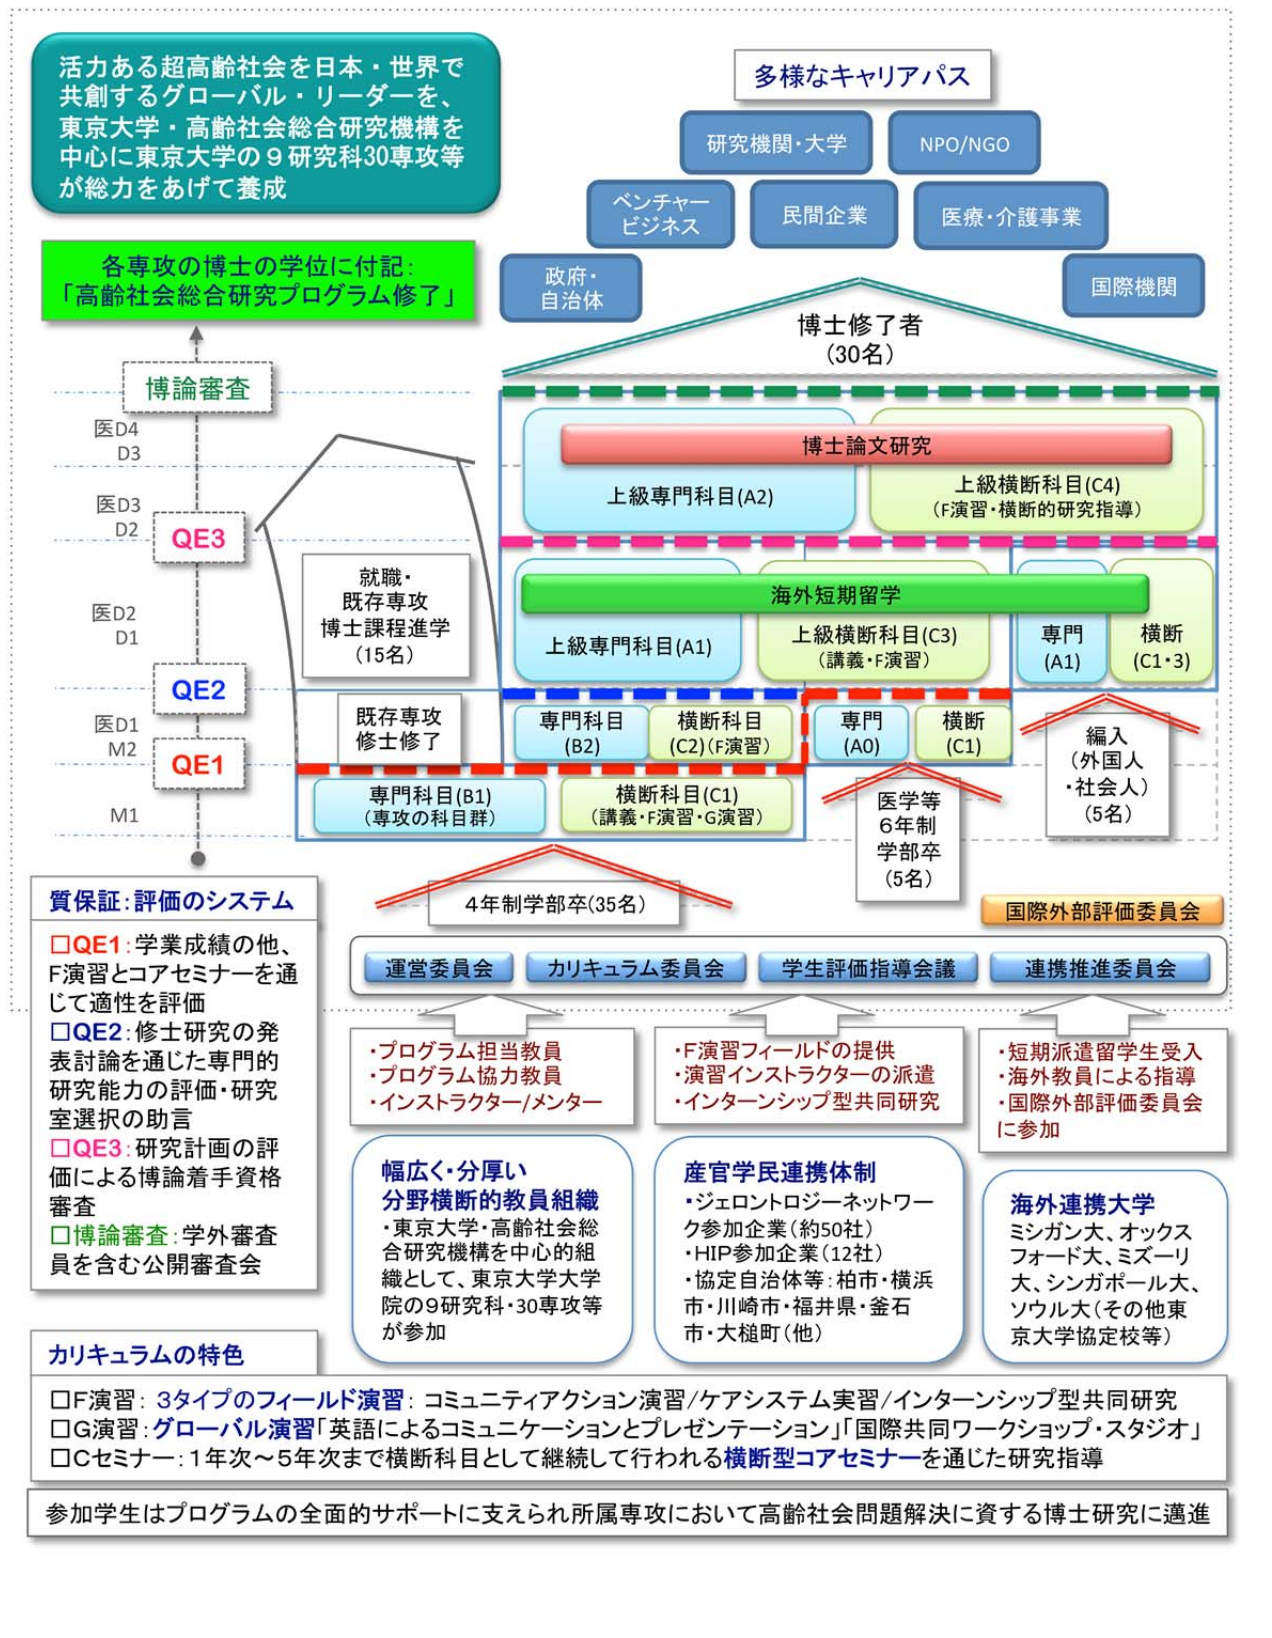 活力ある超高齢社会を日本・世界で
共創するグローバル・リーダーを、
東京大学・高齢社会総合研究機構を
中心に東京大学の９研究科30専攻等
が総力をあげて養成
多様なキャリアパス
研究機関・大学
NPO/NGO
ベンチャー
ビジネス
民間企業
医療・介護事業
政府・
自治体
国際機関
各専攻の博士の学位に付記：
「高齢社会総合研究プログラム修了」
博士修了者
（30名）
博論審査
医D4
D3
医D3
D2
QE3
医D2
D1
QE2
医D1
M2
QE1
M1
博士論文研究
上級専門科目(A2)
上級横断科目(C4)
（F演習・横断的研究指導）
就職・
既存専攻
博士課程進学
（15名）
海外短期留学
上級専門科目(A1)
上級横断科目(C3)
（講義・F演習）
専門
(A1)
横断
(C1・3)
既存専攻
修士修了
専門科目
(B2)
横断科目
(C2)（F演習）
専門
(A0)
横断
(C1)
編入
（外国人
・社会人）
（5名）
専門科目(B1)
（専攻の科目群）
横断科目(C1)
（講義・F演習・G演習）
医学等
6年制
学部卒
（5名）
４年制学部卒（35名）
国際外部評価委員会
運営委員会
カリキュラム委員会
学生評価指導会議
連携推進委員会
質保証：評価のシステム
□QE1：学業成績の他、
F演習とコアセミナーを通
じて適性を評価
□QE2：修士研究の発
表討論を通じた専門的
研究能力の評価・研究
室選択の助言
□QE3：研究計画の評
価による博論着手資格
審査
□博論審査：学外審査
員を含む公開審査会
・プログラム担当教員
・プログラム協力教員
・インストラクター/メンター
・F演習フィールドの提供
・演習インストラクターの派遣
・インターンシップ型共同研究
・短期派遣留学生受入
・海外教員による指導
・国際外部評価委員会
に参加
幅広く・分厚い
分野横断的教員組織
・東京大学・高齢社会総
合研究機構を中心的組
織として、東京大学大学
院の９研究科・30専攻等
が参加
産官学民連携体制
・ジェロントロジーネットワー
ク参加企業（約50社）
・HIP参加企業（12社）
・協定自治体等：柏市・横浜
市・川崎市・福井県・釜石
市・大槌町（他）
海外連携大学
ミシガン大、オックス
フォード大、ミズーリ
大、シンガポール大、
ソウル大（その他東
京大学協定校等）
カリキュラムの特色
□F演習：３タイプのフィールド演習：コミュニティアクション演習/ケアシステム実習/インターンシップ型共同研究
□G演習：グローバル演習「英語によるコミュニケーションとプレゼンテーション」「国際共同ワークショップ・スタジオ」
□Cセミナー：１年次～５年次まで横断科目として継続して行われる横断型コアセミナーを通じた研究指導
参加学生はプログラムの全面的サポートに支えられ所属専攻において高齢社会問題解決に資する博士研究に邁進